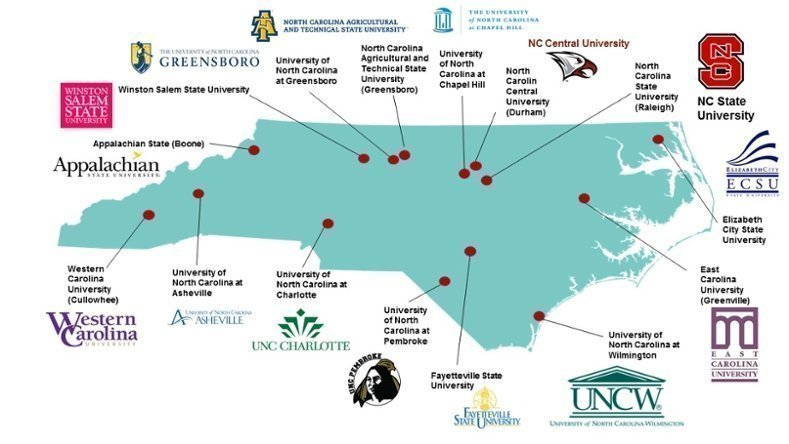 NORTH CAROLINA AGRICULTURAL
AND TECHNICAL STATE UNIVERSITY
THE UNIVERSITY
of NORTH CAROLINA
at CHAPEL HILL
THE UNIVERSITY of NORTH CAROLINA
GREENSBORO
University of
North Carolina
at Greensboro
North Carolina
Agricultural and
Technical State
University
(Greensboro)
University
of North
Carolina at
Chapel Hill
NC Central University
North
Carolin
Central
University
(Durham)
North
Carolina
State
University
(Raleigh)
NC STATE
NC State
University
WINSTON
SALEM
STATE
UNIVERSITY
Winston Salem State University
Appalachian State (Boone)
Appalachian
STATE UNIVERSITY
ELIZABETH CITY
ECSU
STATE UNIVERSITY
Elizabeth
City State
University
Western
Carolina
University
(Cullowhee)
Western
Carolina
UNIVERSITY
University of
North Carolina at
Asheville
UNIVERSITY OF NORTH CAROLINA
ASHEVILLE
University of
North Carolina at
Charlotte
UNC CHARLOTTE
University
of North
Carolina at
Pembroke
UNC PEMBROKE
Fayetteville State
University
FAYETTEVILLE
STATE UNIVERSITY
University of
North Carolina at
Wilmington
UNCW
UNIVERSITY of NORTH CAROLINA WILMINGTON
East
Carolina
University
(Greenville)
EAST
CAROLINA
UNIVERSITY